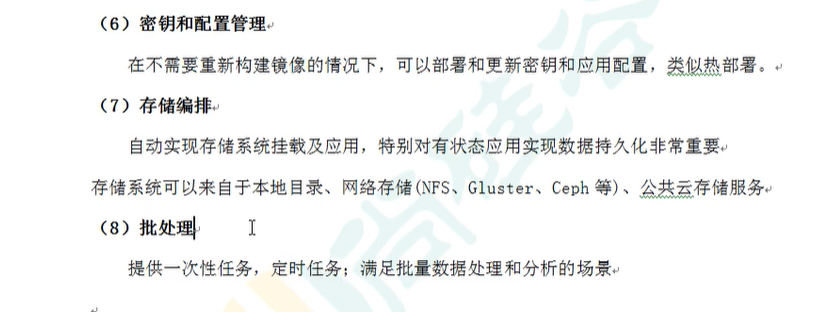 （6）密钥和配置管理
在不需要重新构建镜像的情况下，可以部署和更新密钥和应用配置，类似热部署。
（7）存储编排
自动实现存储系统挂载及应用，特别对有状态应用实现数据持久化非常重要
存储系统可以来自于本地目录、网络存储(NFS、Gluster、Ceph 等)、公共云存储服务
（8）批处理
提供一次性任务，定时任务；满足批量数据处理和分析的场景
尚硅谷